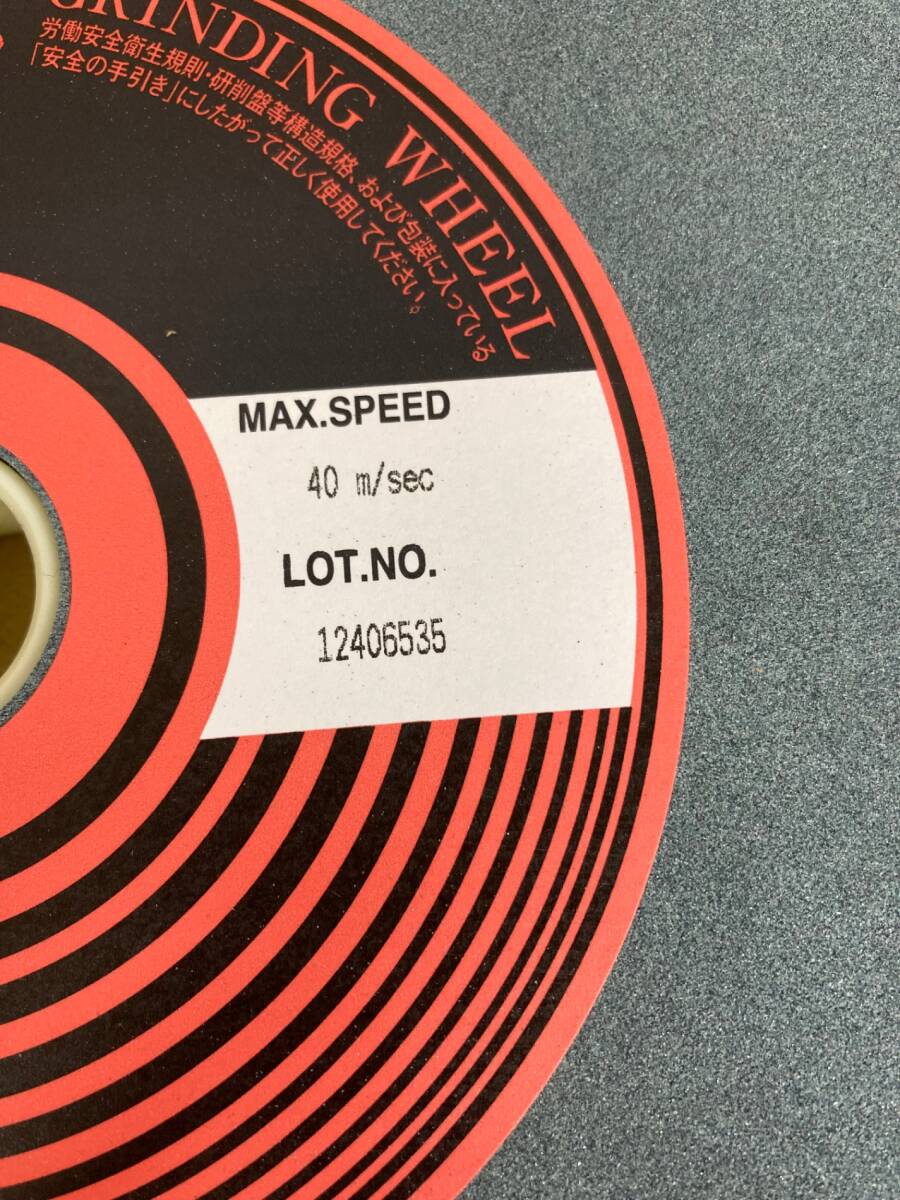 GRINDING WHEEL
労働安全衛生規則・研削盤等構造規格、および包装に入っている
「安全の手引き」にしたがって正しく使用してください。
MAX.SPEED
40 m/sec
LOT.NO.
12406535